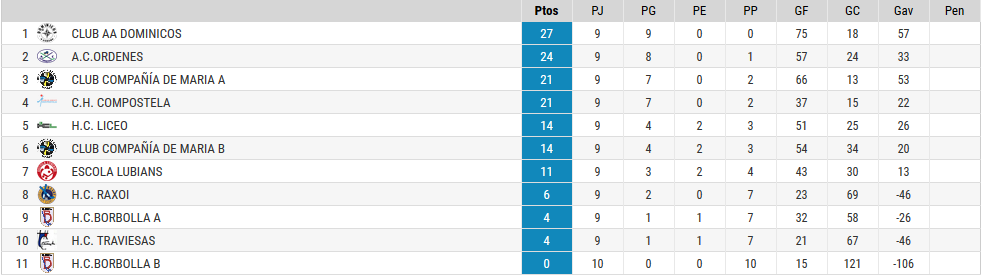 Ptos PJ PG PE PP GF GC Gav Pen
1 CLUB AA DOMINICOS 27 9 9 0 0 75 18 57
2 A.C.ORDENES 24 9 8 0 1 57 24 33
3 CLUB COMPAÑÍA DE MARIA A 21 9 7 0 2 66 13 53
4 C.H. COMPOSTELA 21 9 7 0 2 37 15 22
5 H.C. LICEO 14 9 4 2 3 51 25 26
6 CLUB COMPAÑÍA DE MARIA B 14 9 4 2 3 54 34 20
7 ESCOLA LUBIANS 11 9 3 2 4 43 30 13
8 H.C. RAXOI 6 9 2 0 7 23 69 -46
9 H.C.BORBOLLA A 4 9 1 1 7 32 58 -26
10 H.C. TRAVIESAS 4 9 1 1 7 21 67 -46
11 H.C.BORBOLLA B 0 10 0 0 10 15 121 -106